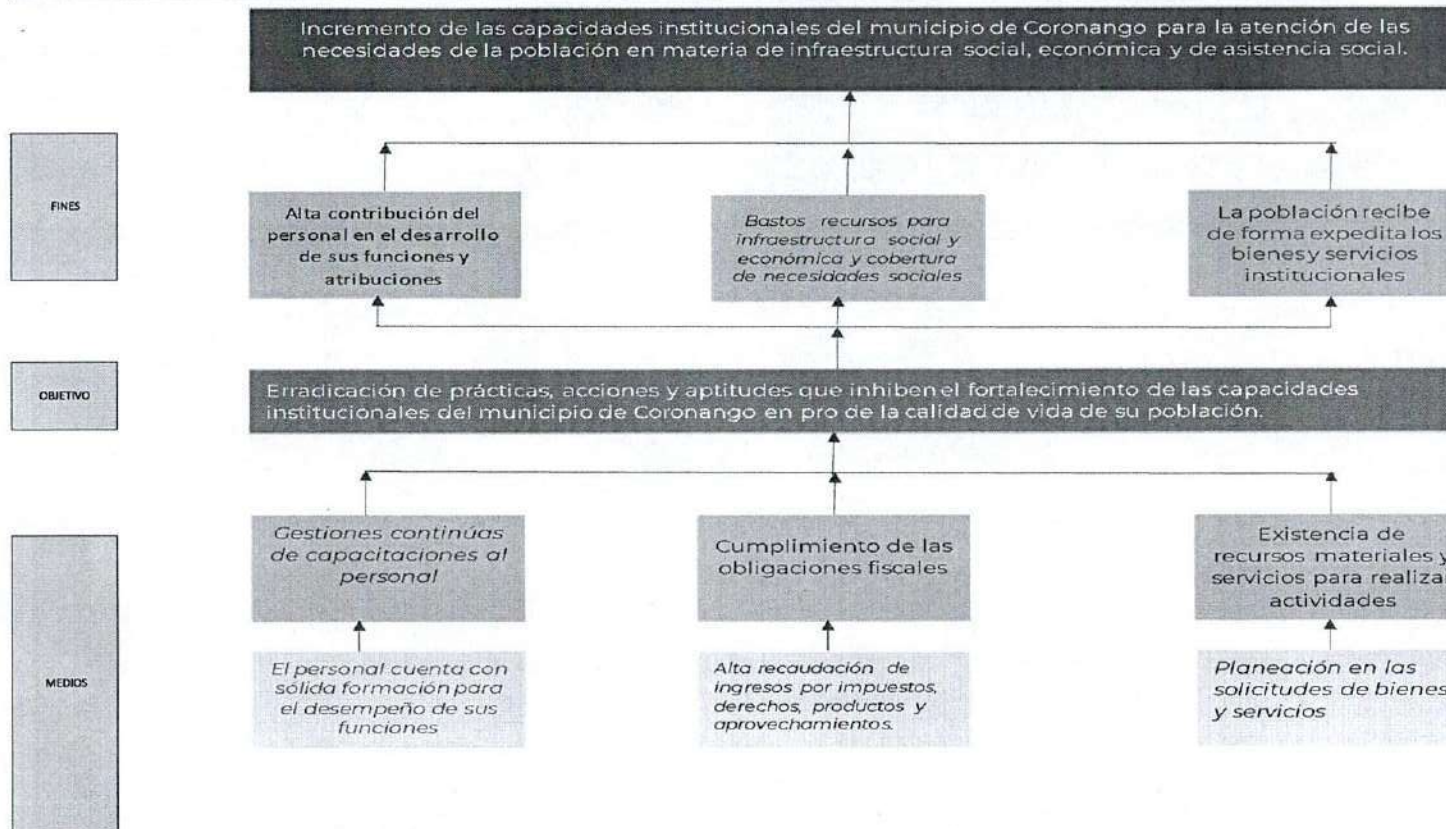 Incremento de las capacidades institucionales del municipio de Coronango para la atención de las
necesidades de la población en materia de infraestructura social, económica y de asistencia social.
FINES
Alta contribución del
personal en el desarrollo
de sus funciones y
atribuciones
Bastos recursos para
infraestructura social y
económica y cobertura
de necesidades sociales
La población recibe
de forma expedita los
bienes y servicios
institucionales
OBJETIVO
Erradicación de prácticas, acciones y aptitudes que inhiben el fortalecimiento de las capacidades
institucionales del municipio de Coronango en pro de la calidad de vida de su población.
Gestiones continúas
de capacitaciones al
personal
Cumplimiento de las
obligaciones fiscales
Existencia de
recursos materiales y
servicios para realiza
actividades
MEDIOS
El personal cuenta con
sólida formación para
el desempeño de sus
funciones
Alta recaudación de
ingresos por impuestos,
derechos, productos y
aprovechamientos.
Planeación en las
solicitudes de bienes
y servicios